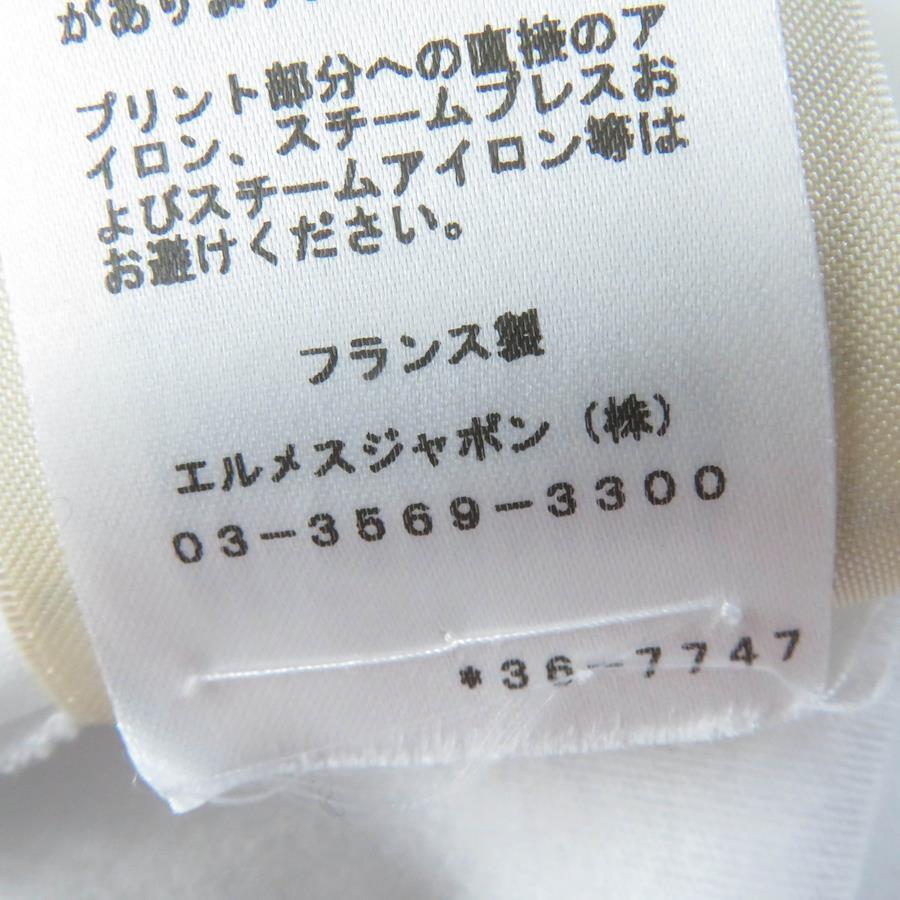 があります。
プリント部分への直接のア
イロン、スチームプレスお
よびスチームアイロン等は
お避けください。
フランス製
エルメスジャポン（株）
03-3569-3300
*36-7747